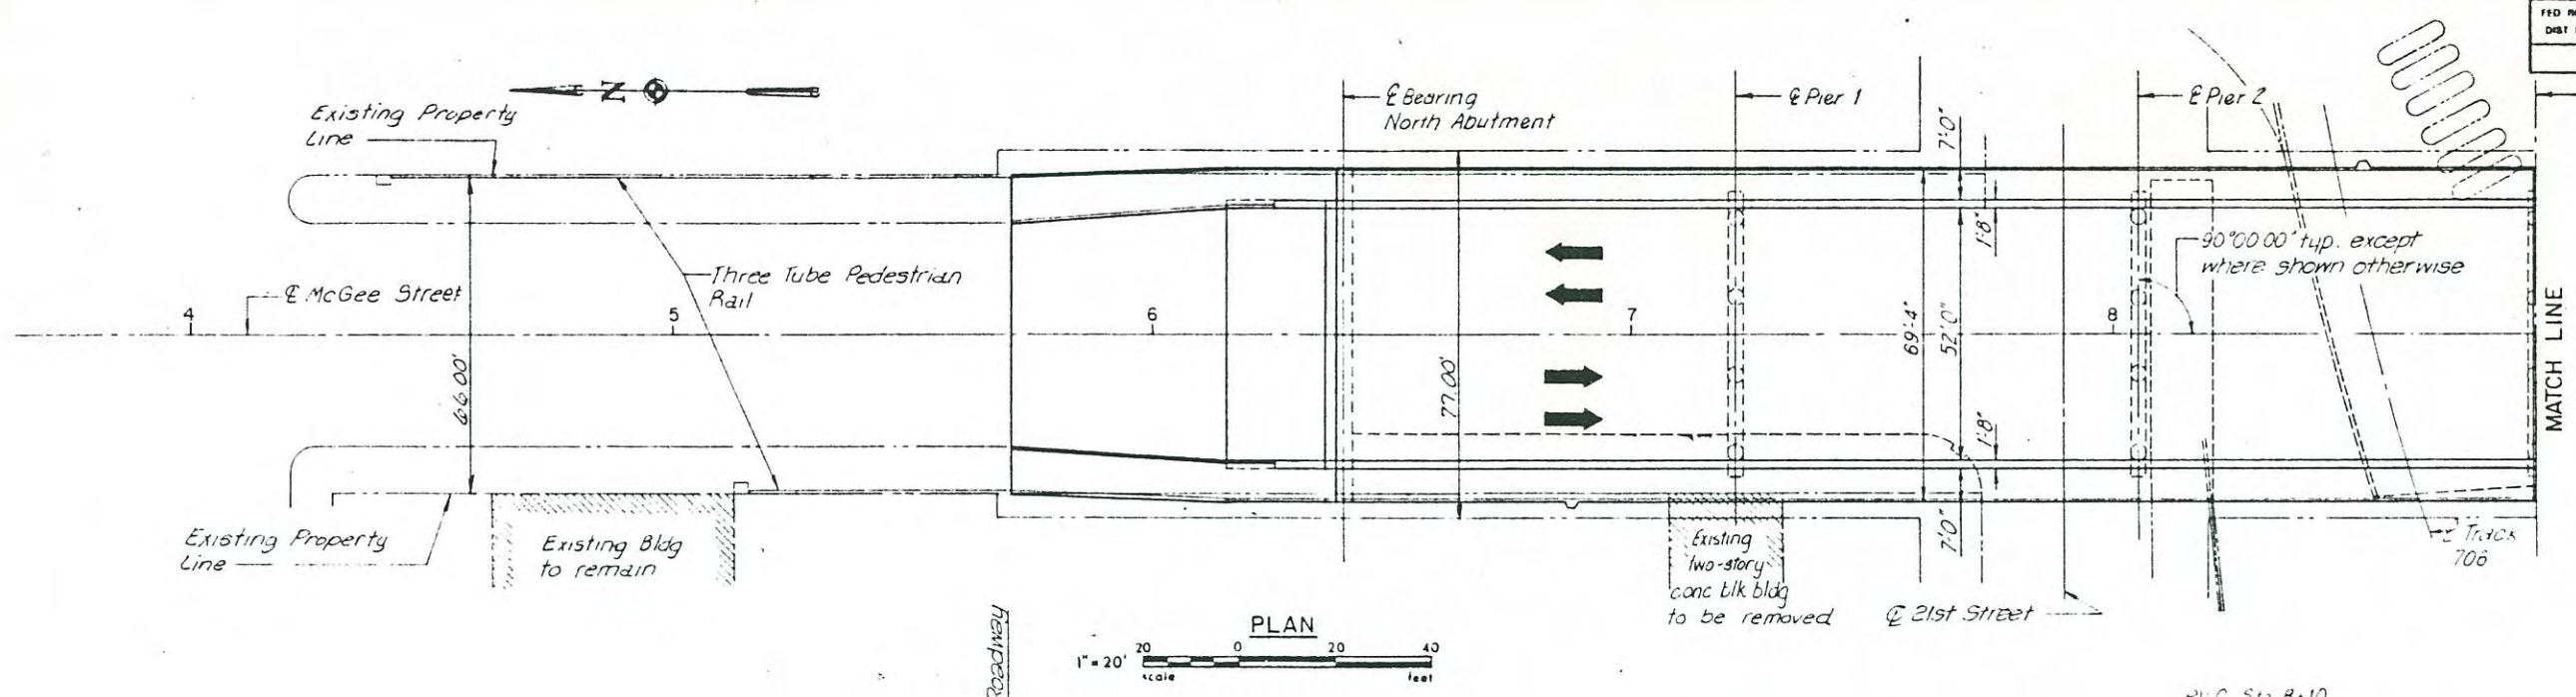 FED
DIST
N
Existing Property
Line
℄ Bearing
North Abutment
℄ Pier 1
7'-0"
℄ Pier 2
1'-8"
90°00'00" typ. except
where shown otherwise
Three Tube Pedestrian
Rail
℄ McGee Street
4
5
6
7
8
66.00'
77.00'
69'-4"
52'-0"
1'-8"
MATCH LINE
Existing Property
Line
Existing Bldg
to remain
Existing
two-story
conc blk bldg
to be removed
7'-0"
℄ 21st Street
℄ Track
706
Roadway
PLAN
1" = 20'
20 0 20 40
scale feet